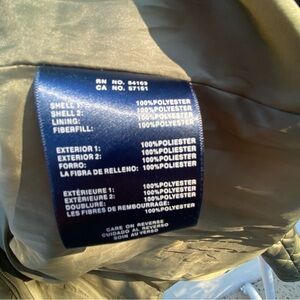 RN NO. 84169
CA NO. 57151
SHELL 1: 100%POLYESTER
SHELL 2: 100%POLYESTER
LINING: 100%POLYESTER
FIBERFILL: 100%POLYESTER
EXTERIOR 1: 100%POLIESTER
EXTERIOR 2: 100%POLIESTER
FORRO: 100%POLIESTER
LA FIBRA DE RELLENO: 100%POLIESTER
EXTÉRIEURE 1: 100%POLYESTER
EXTÉRIEURE 2: 100%POLYESTER
DOUBLURE: 100%POLYESTER
LES FIBRES DE REMBOURRAGE: 100%POLYESTER
CARE ON REVERSE
CUIDADO AL REVERSO
SOIN AU VERSO